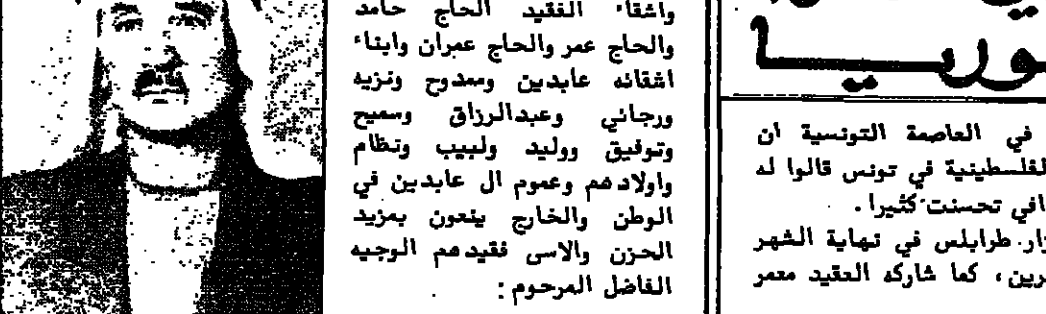 واشقاء الفقيد الحاج حامد
والحاج عمر والحاج عمران وابناء
اشقائه عابدين وممدوح ونزيه
ورجائي وعبدالرزاق وسميح
وتوفيق ووليد ولبيب ونظام
واولادهم وعموم ال عابدين في
الوطن والخارج ينعون بمزيد
الحزن والاسى فقيدهم الوجيه
الفاضل المرحوم :
وريا
في العاصمة التونسية ان
لفلسطينية في تونس قالوا له
افي تحسنت كثيرا .
زار طرابلس في نهاية الشهر
رين ، كما شاركه العقيد معمر